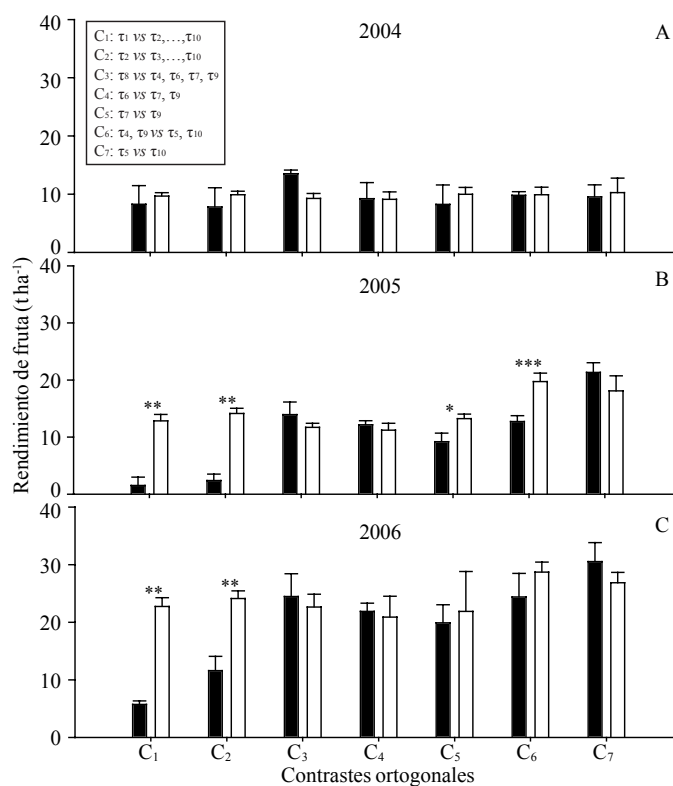 40
30
20
10
0
2004
A
C₁: τ₁ vs τ₂,…,τ₁₀
C₂: τ₂ vs τ₃,…,τ₁₀
C₃: τ₈ vs τ₄, τ₆, τ₇, τ₉
C₄: τ₆ vs τ₇, τ₉
C₅: τ₇ vs τ₉
C₆: τ₄, τ₉ vs τ₅, τ₁₀
C₇: τ₅ vs τ₁₀
Rendimiento de fruta (t ha⁻¹)
40
30
20
10
0
2005
B
**
**
*
***
40
30
20
10
0
2006
C
**
**
C₁ C₂ C₃ C₄ C₅ C₆ C₇
Contrastes ortogonales